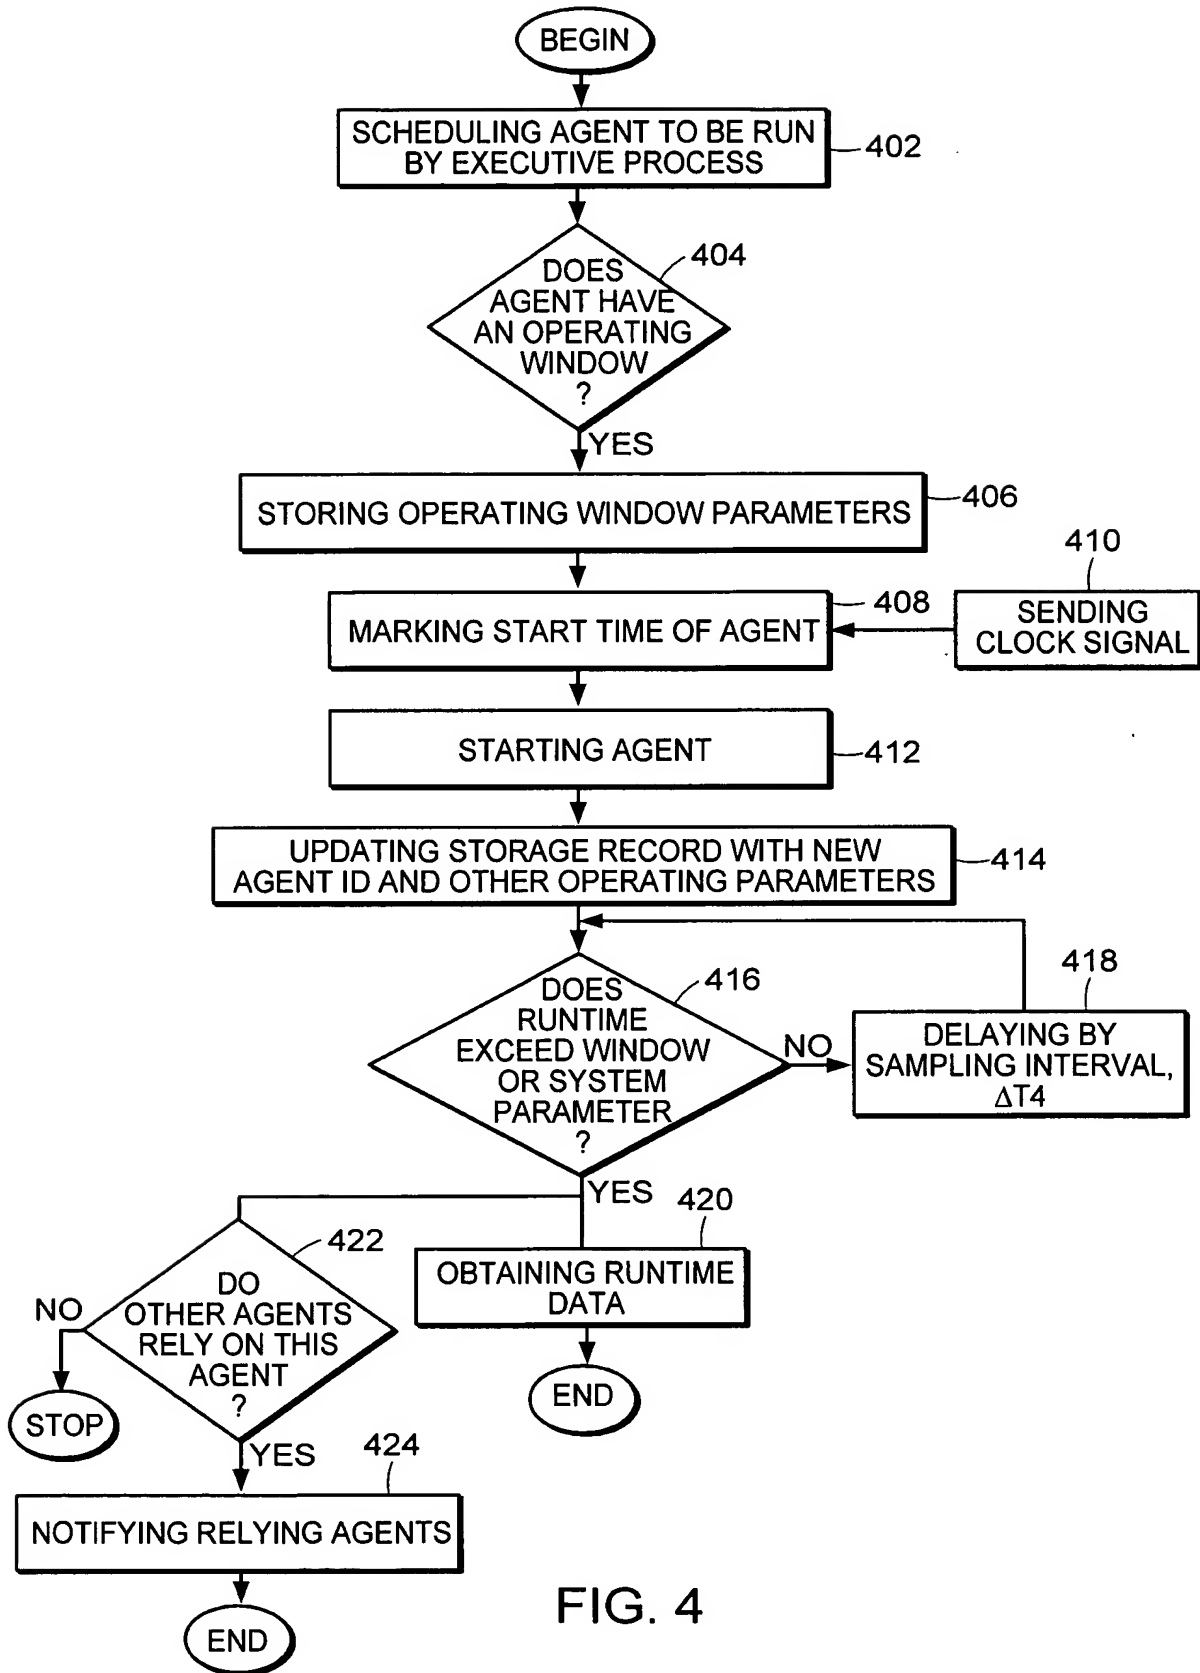 BEGIN
SCHEDULING AGENT TO BE RUN
BY EXECUTIVE PROCESS
402
DOES
AGENT HAVE
AN OPERATING
WINDOW
?
404
YES
STORING OPERATING WINDOW PARAMETERS
406
MARKING START TIME OF AGENT
408
410
SENDING
CLOCK SIGNAL
STARTING AGENT
412
UPDATING STORAGE RECORD WITH NEW
AGENT ID AND OTHER OPERATING PARAMETERS
414
DOES
RUNTIME
EXCEED WINDOW
OR SYSTEM
PARAMETER
?
416
NO
418
DELAYING BY
SAMPLING INTERVAL,
ΔT4
YES
420
OBTAINING RUNTIME
DATA
END
422
DO
OTHER AGENTS
RELY ON THIS
AGENT
?
NO
STOP
YES
424
NOTIFYING RELYING AGENTS
END
FIG. 4